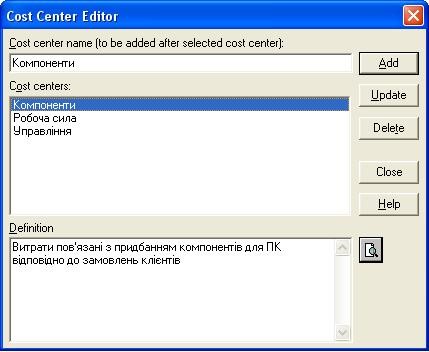 Cost Center Editor
Cost center name (to be added after selected cost center):
Компоненти
Add
Cost centers:
Компоненти
Робоча сила
Управління
Update
Delete
Close
Help
Definition
Витрати пов'язані з придбанням компонентів для ПК
відповідно до замовлень клієнтів